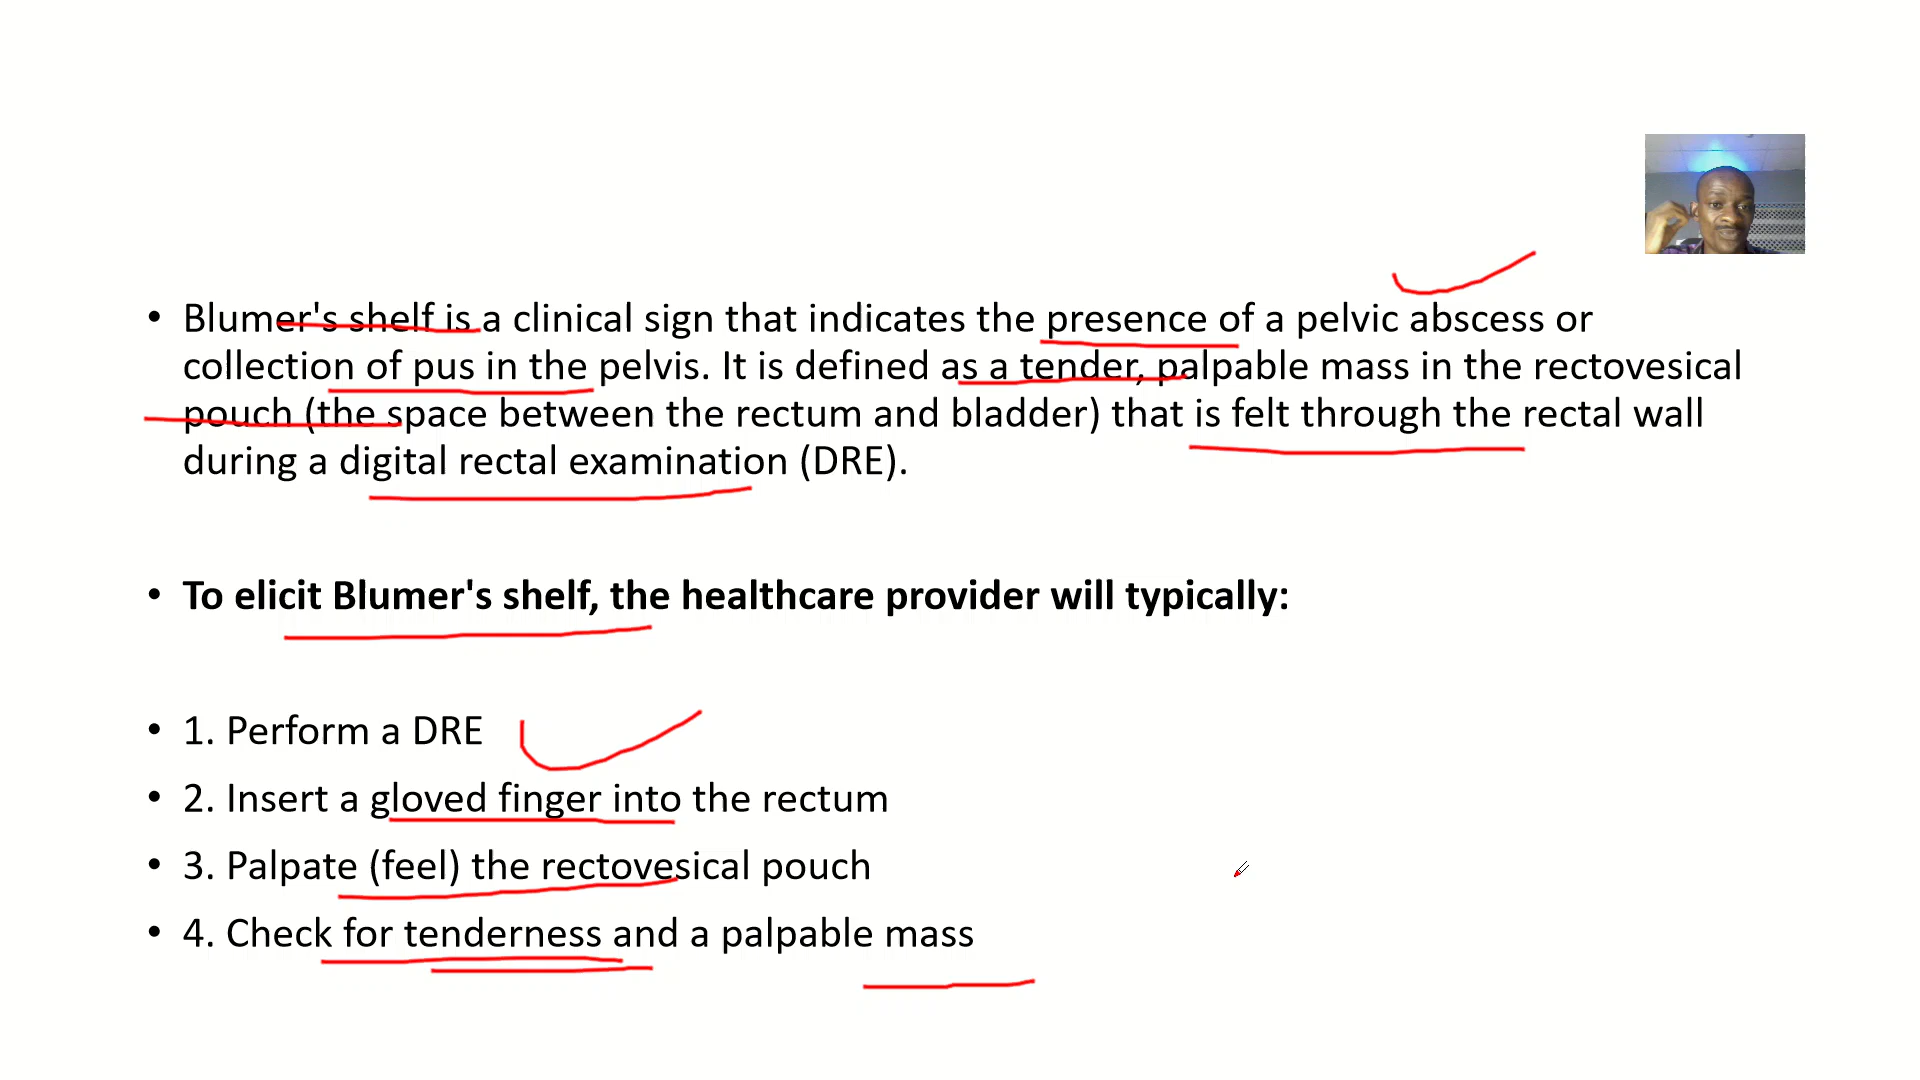 • Blumer's shelf is a clinical sign that indicates the presence of a pelvic abscess or
collection of pus in the pelvis. It is defined as a tender, palpable mass in the rectovesical
pouch (the space between the rectum and bladder) that is felt through the rectal wall
during a digital rectal examination (DRE).
• To elicit Blumer's shelf, the healthcare provider will typically:
• 1. Perform a DRE
• 2. Insert a gloved finger into the rectum
• 3. Palpate (feel) the rectovesical pouch
• 4. Check for tenderness and a palpable mass